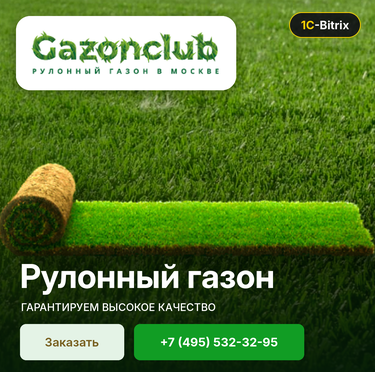 Gazonclub
РУЛОННЫЙ ГАЗОН В МОСКВЕ
1C-Bitrix
Рулонный газон
ГАРАНТИРУЕМ ВЫСОКОЕ КАЧЕСТВО
Заказать
+7 (495) 532-32-95